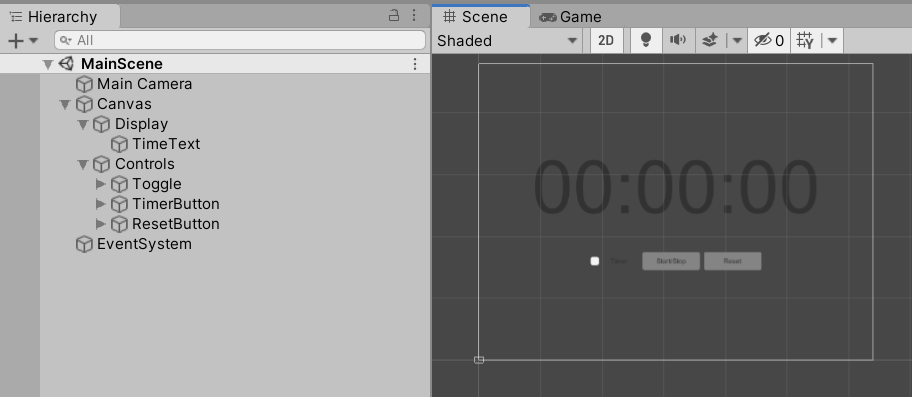 Hierarchy
All
MainScene
Main Camera
Canvas
Display
TimeText
Controls
Toggle
TimerButton
ResetButton
EventSystem
Scene
Game
Shaded
2D
0
00:00:00
Start/Stop
Reset